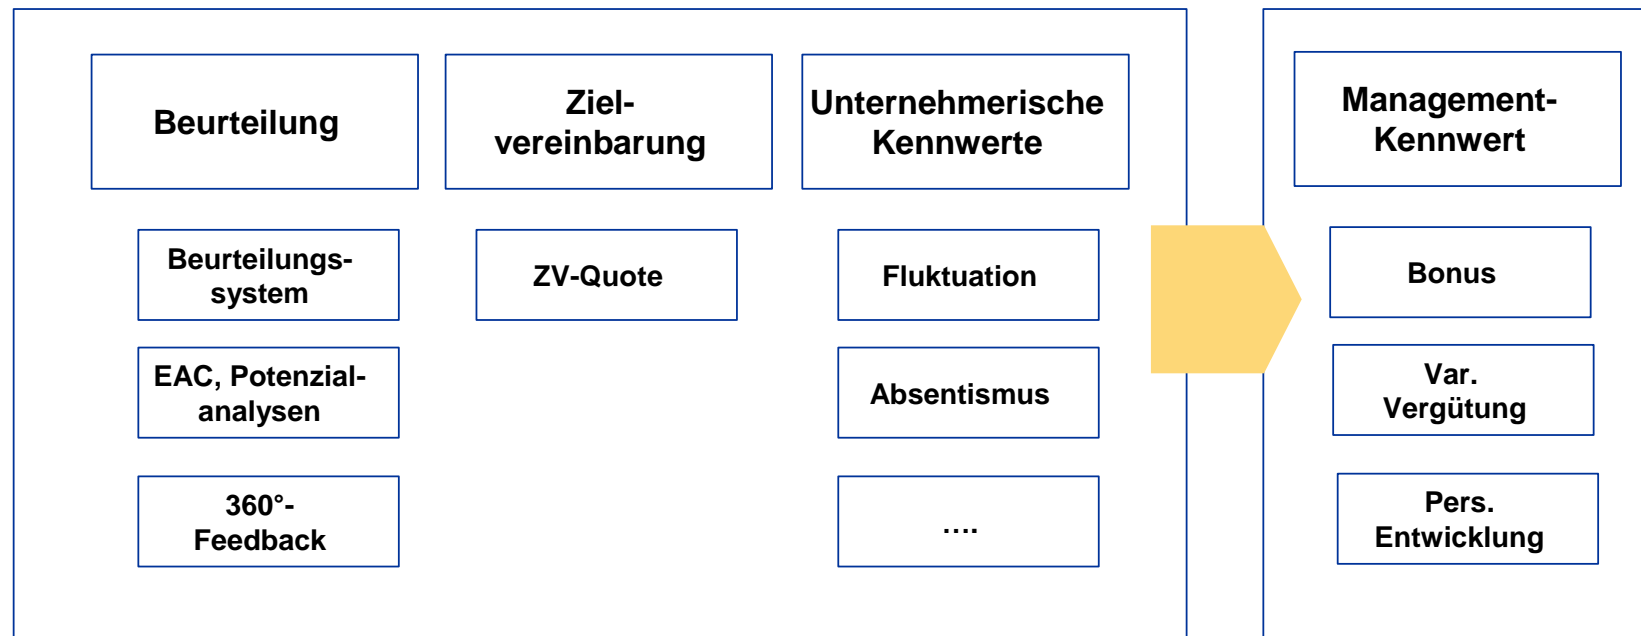 Beurteilung
Ziel-
vereinbarung
Unternehmerische
Kennwerte
Management-
Kennwert
Beurteilungs-
system
ZV-Quote
Fluktuation
Bonus
EAC, Potenzial-
analysen
Absentismus
Var.
Vergütung
360°-
Feedback
....
Pers.
Entwicklung